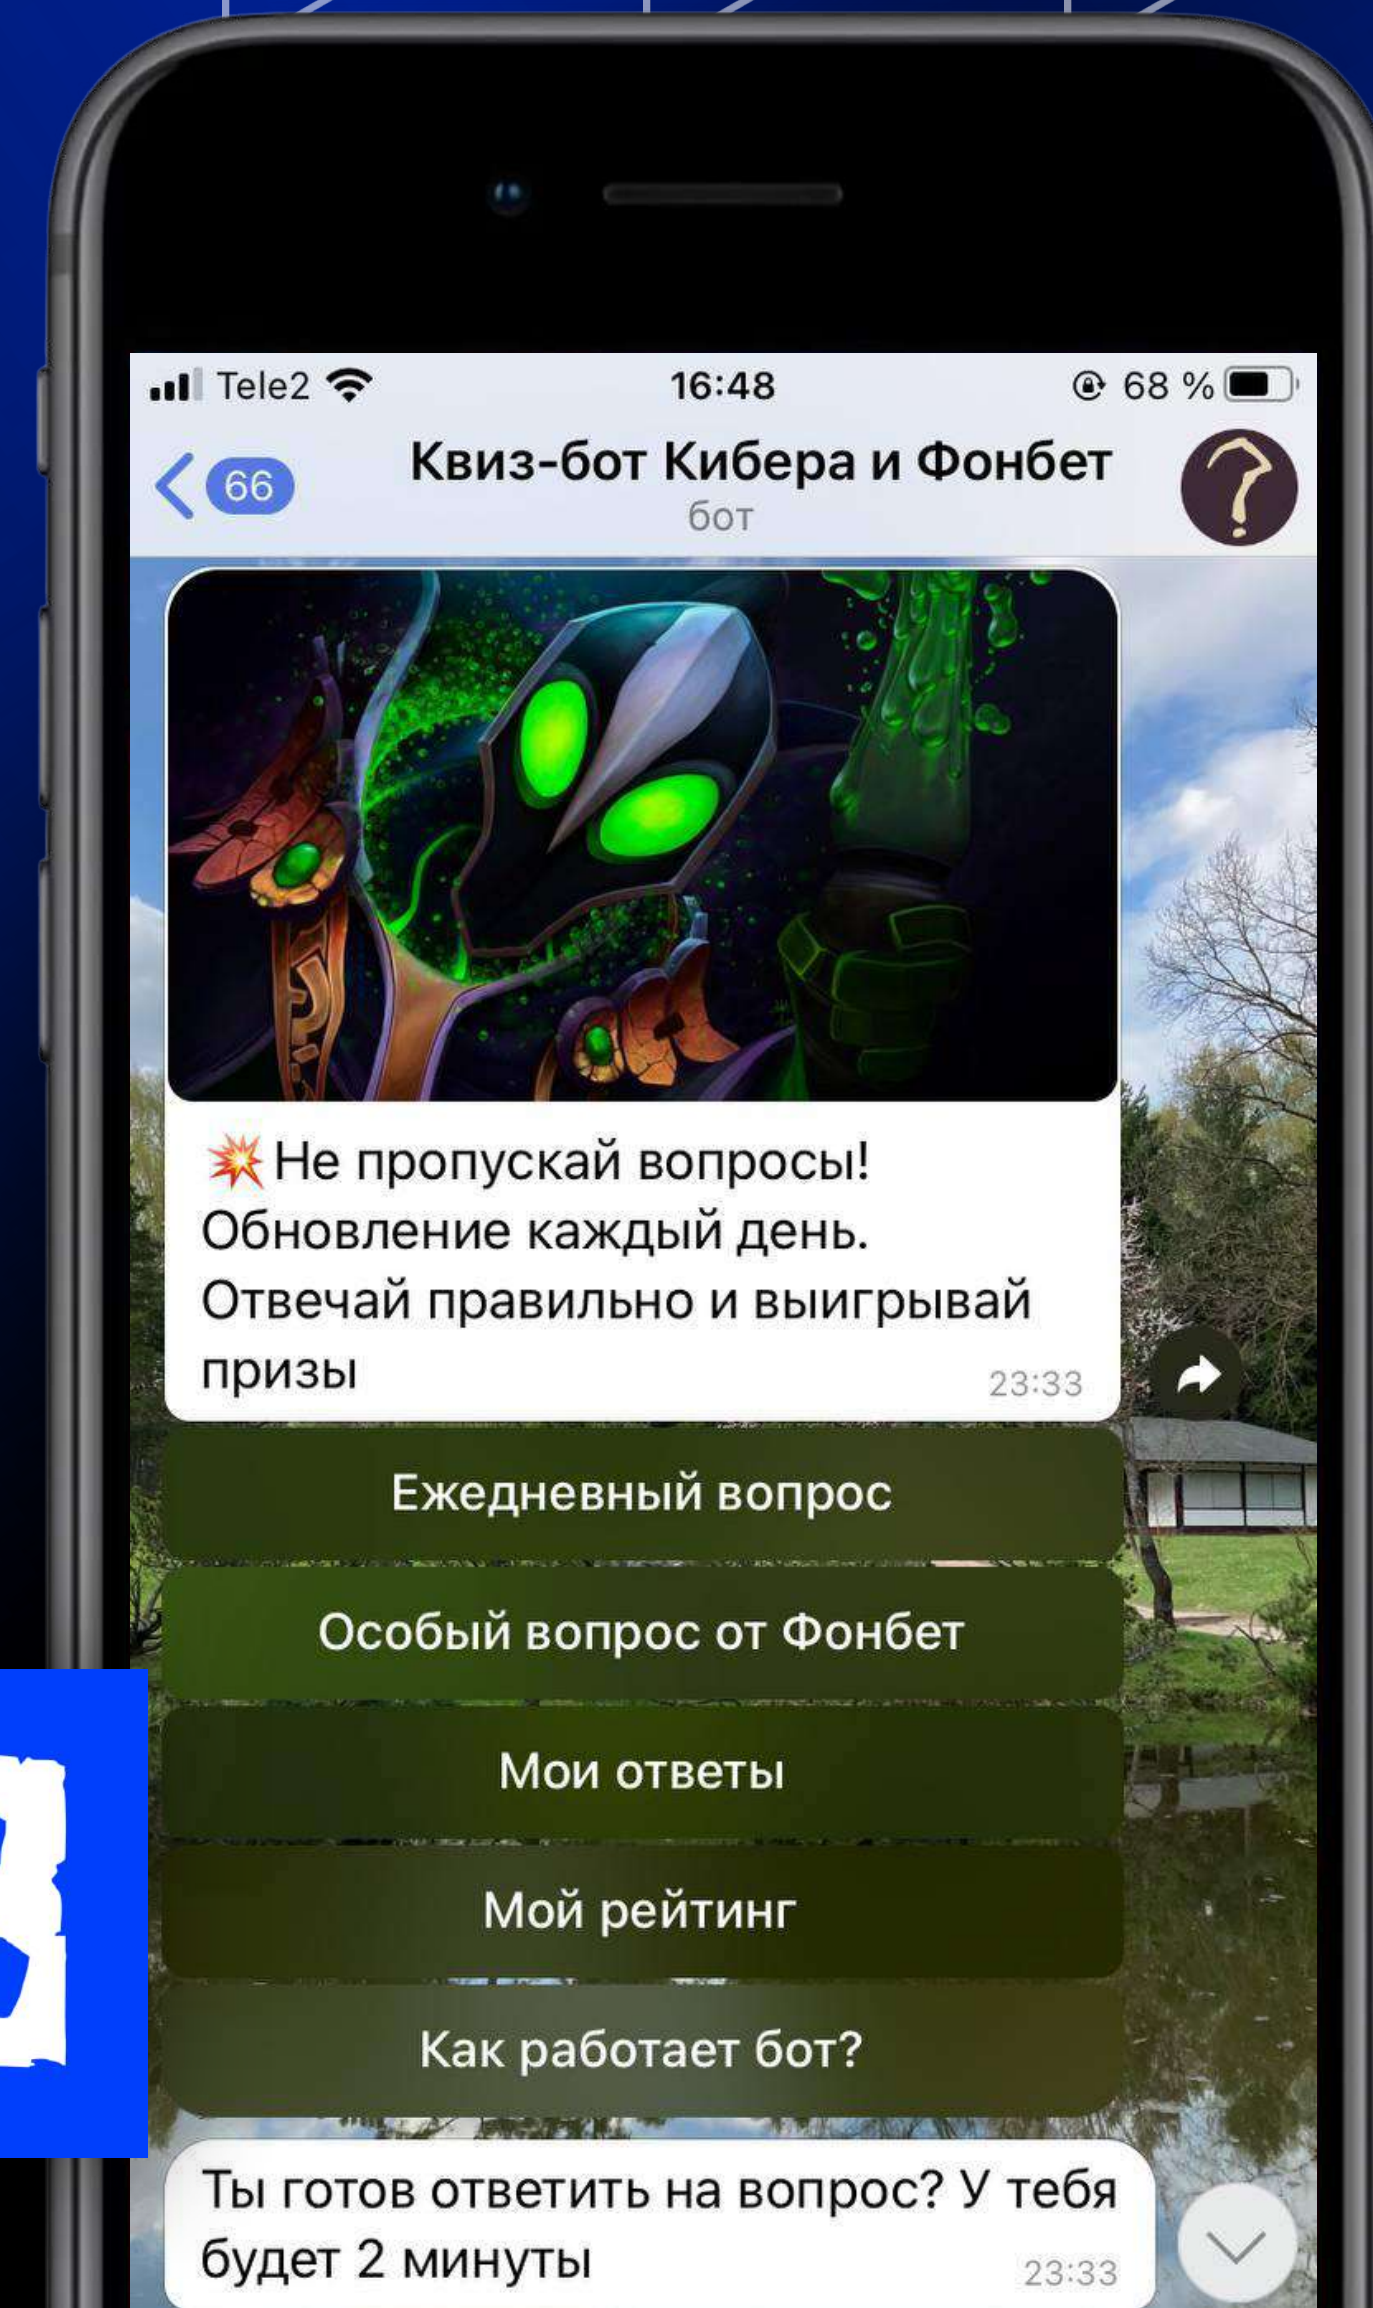 Tele2 16:48 68 %
66 Квиз-бот Кибера и Фонбет
бот
💥 Не пропускай вопросы!
Обновление каждый день.
Отвечай правильно и выигрывай
призы 23:33
Ежедневный вопрос
Особый вопрос от Фонбет
Мои ответы
Мой рейтинг
Как работает бот?
Ты готов ответить на вопрос? У тебя
будет 2 минуты 23:33